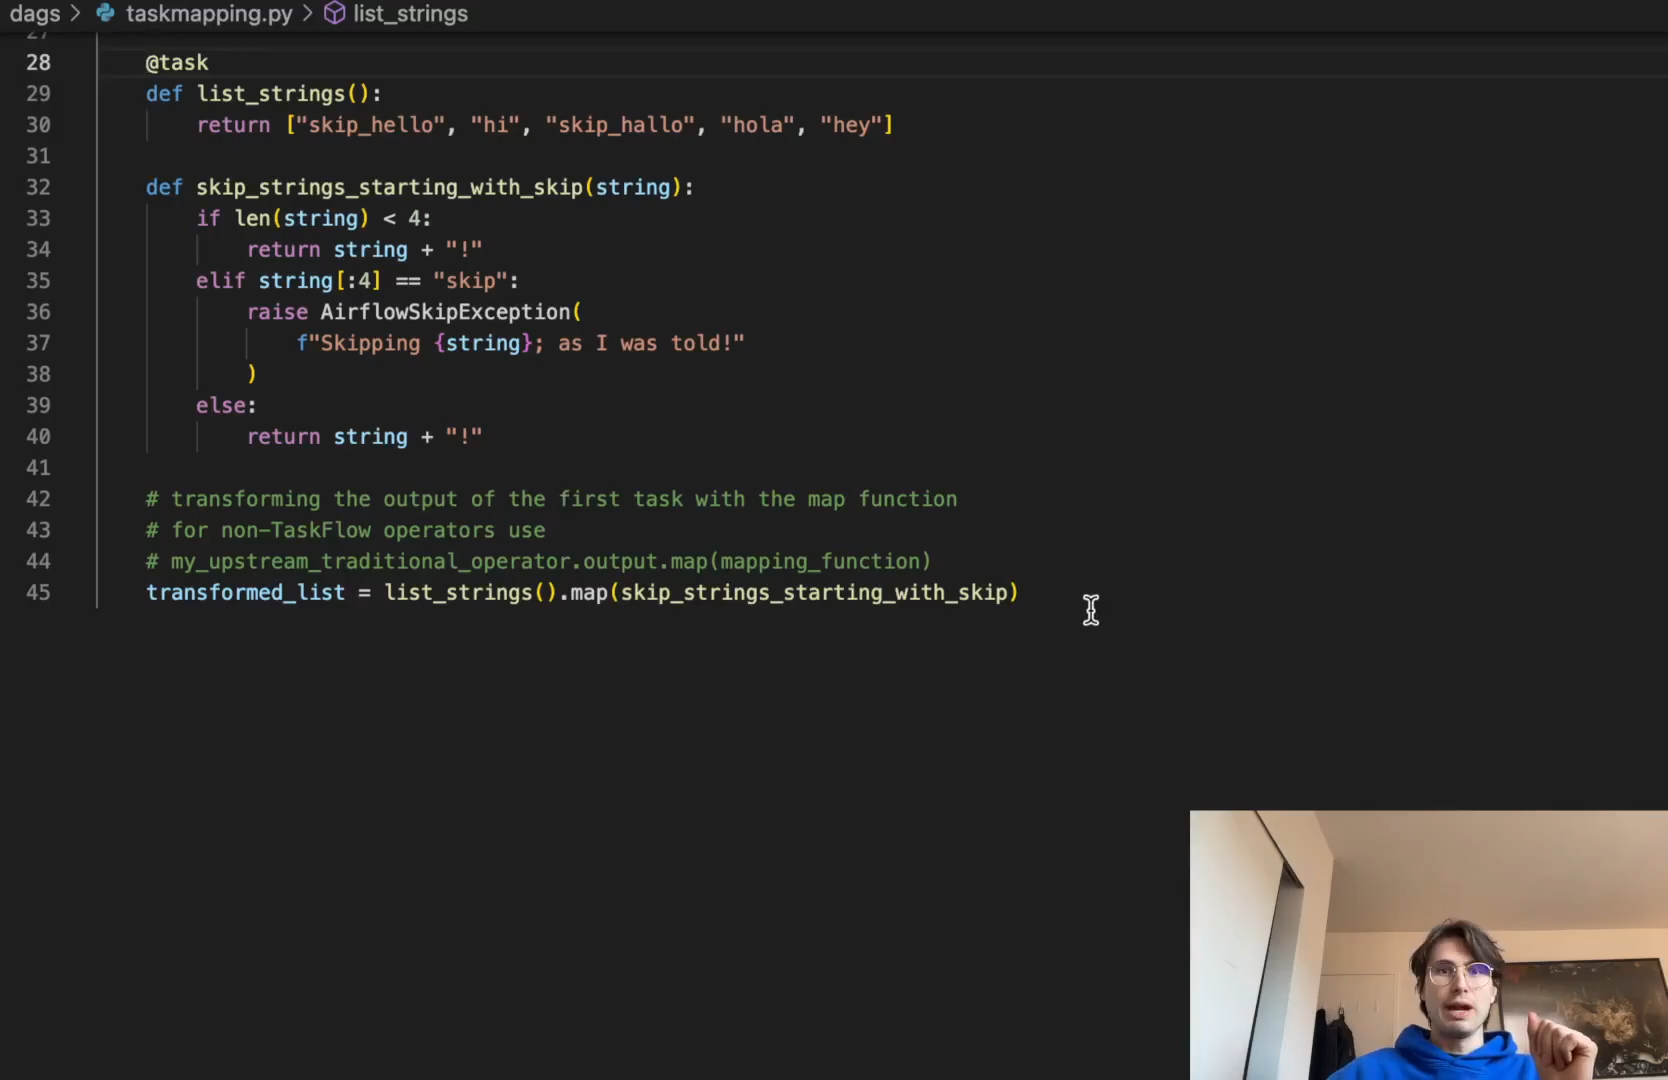 dags > taskmapping.py > list_strings
27
28 @task
29 def list_strings():
30 return ["skip_hello", "hi", "skip_hallo", "hola", "hey"]
31
32 def skip_strings_starting_with_skip(string):
33 if len(string) < 4:
34 return string + "!"
35 elif string[:4] == "skip":
36 raise AirflowSkipException(
37 f"Skipping {string}; as I was told!"
38 )
39 else:
40 return string + "!"
41
42 # transforming the output of the first task with the map function
43 # for non-TaskFlow operators use
44 # my_upstream_traditional_operator.output.map(mapping_function)
45 transformed_list = list_strings().map(skip_strings_starting_with_skip)